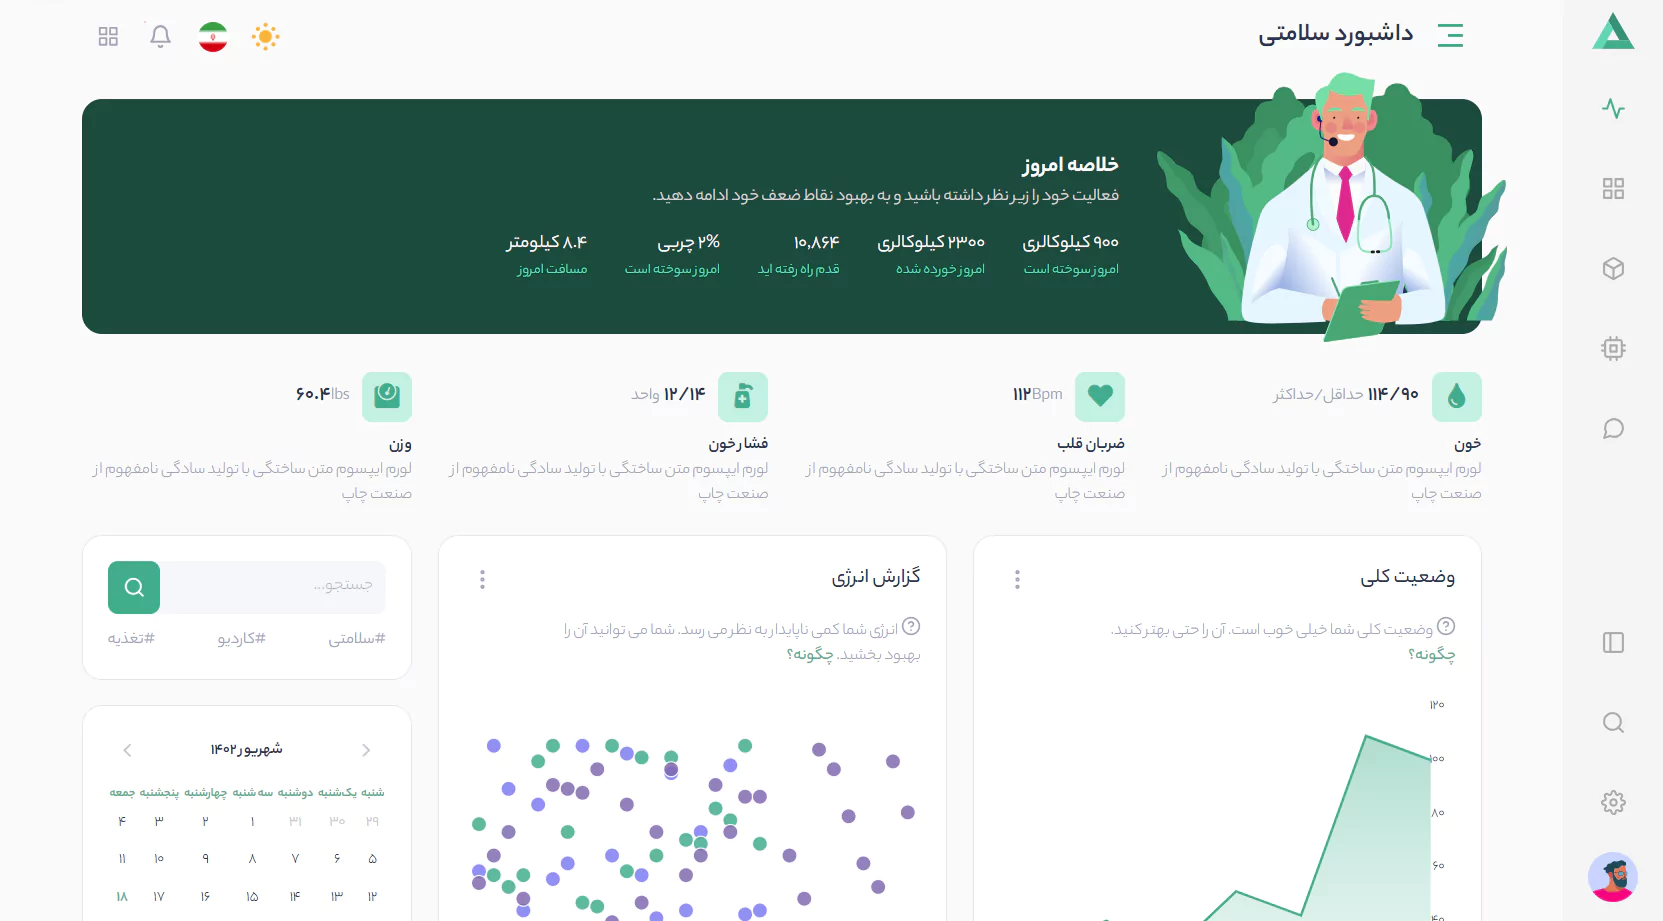 داشبورد سلامتی
خلاصه امروز
فعالیت خود را زیر نظر داشته باشید و به بهبود نقاط ضعف خود ادامه دهید.
۹۰۰ کیلوکالری
امروز سوخته است
۲۳۰۰ کیلوکالری
امروز خورده شده
۱۰,۸۶۴
قدم راه رفته اید
۲% چربی
امروز سوخته است
۸.۴ کیلومتر
مسافت امروز
۱۱۴/۹۰ حداقل/حداکثر
خون
لورم ایپسوم متن ساختگی با تولید سادگی نامفهوم از
صنعت چاپ
۱۱۲Bpm
ضربان قلب
لورم ایپسوم متن ساختگی با تولید سادگی نامفهوم از
صنعت چاپ
۱۲/۱۴ واحد
فشار خون
لورم ایپسوم متن ساختگی با تولید سادگی نامفهوم از
صنعت چاپ
۶۰.۴lbs
وزن
لورم ایپسوم متن ساختگی با تولید سادگی نامفهوم از
صنعت چاپ
وضعیت کلی
وضعیت کلی شما خیلی خوب است. آن را حتی بهتر کنید.
چگونه؟
۱۲۰
۱۰۰
۸۰
۶۰
۴۰
گزارش انرژی
انرژی شما کمی ناپایدار به نظر می رسد. شما می توانید آن را
بهبود بخشید. چگونه؟
جستجو...
#سلامتی #کاردیو #تغذیه
شهریور ۱۴۰۲
شنبه یکشنبه دوشنبه سه شنبه چهارشنبه پنجشنبه جمعه
۲۹ ۳۰ ۳۱ ۱ ۲ ۳ ۴
۵ ۶ ۷ ۸ ۹ ۱۰ ۱۱
۱۲ ۱۳ ۱۴ ۱۵ ۱۶ ۱۷ ۱۸